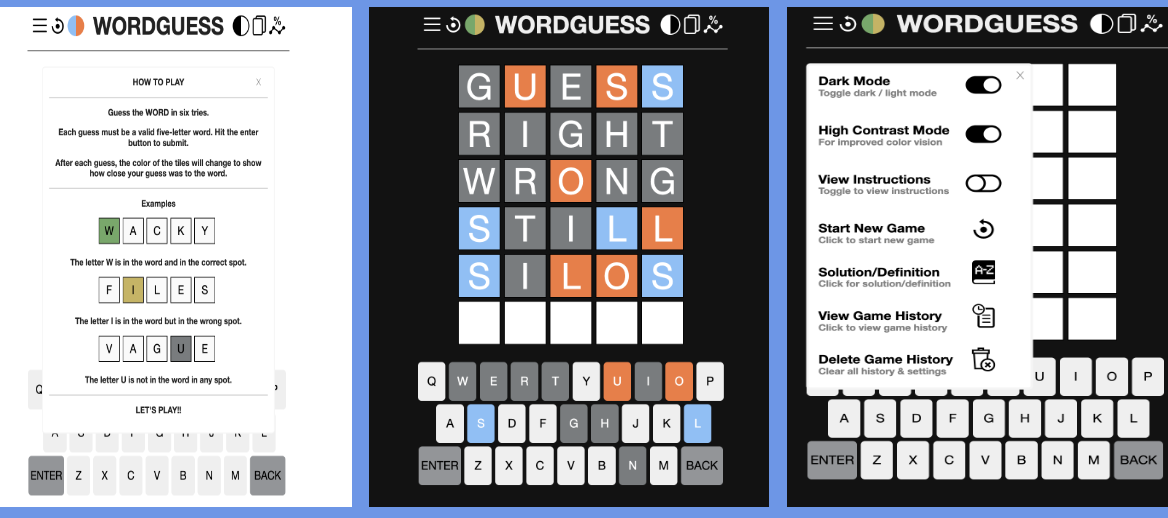 WORDGUESS %
HOW TO PLAY X
Guess the WORD in six tries.
Each guess must be a valid five-letter word. Hit the enter
button to submit.
After each guess, the color of the tiles will change to show
how close your guess was to the word.
Examples
W A C K Y
The letter W is in the word and in the correct spot.
F I L E S
The letter I is in the word but in the wrong spot.
V A G U E
The letter U is not in the word in any spot.
LET'S PLAY!!
ENTER Z X C V B N M BACK
WORDGUESS %
G U E S S
R I G H T
W R O N G
S T I L L
S I L O S
Q W E R T Y U I O P
A S D F G H J K L
ENTER Z X C V B N M BACK
WORDGUESS %
X
Dark Mode
Toggle dark / light mode
High Contrast Mode
For improved color vision
View Instructions
Toggle to view instructions
Start New Game
Click to start new game
Solution/Definition
Click for solution/definition
A-Z
View Game History
Click to view game history
Delete Game History
Clear all history & settings
U I O P
A S D F G H J K L
ENTER Z X C V B N M BACK